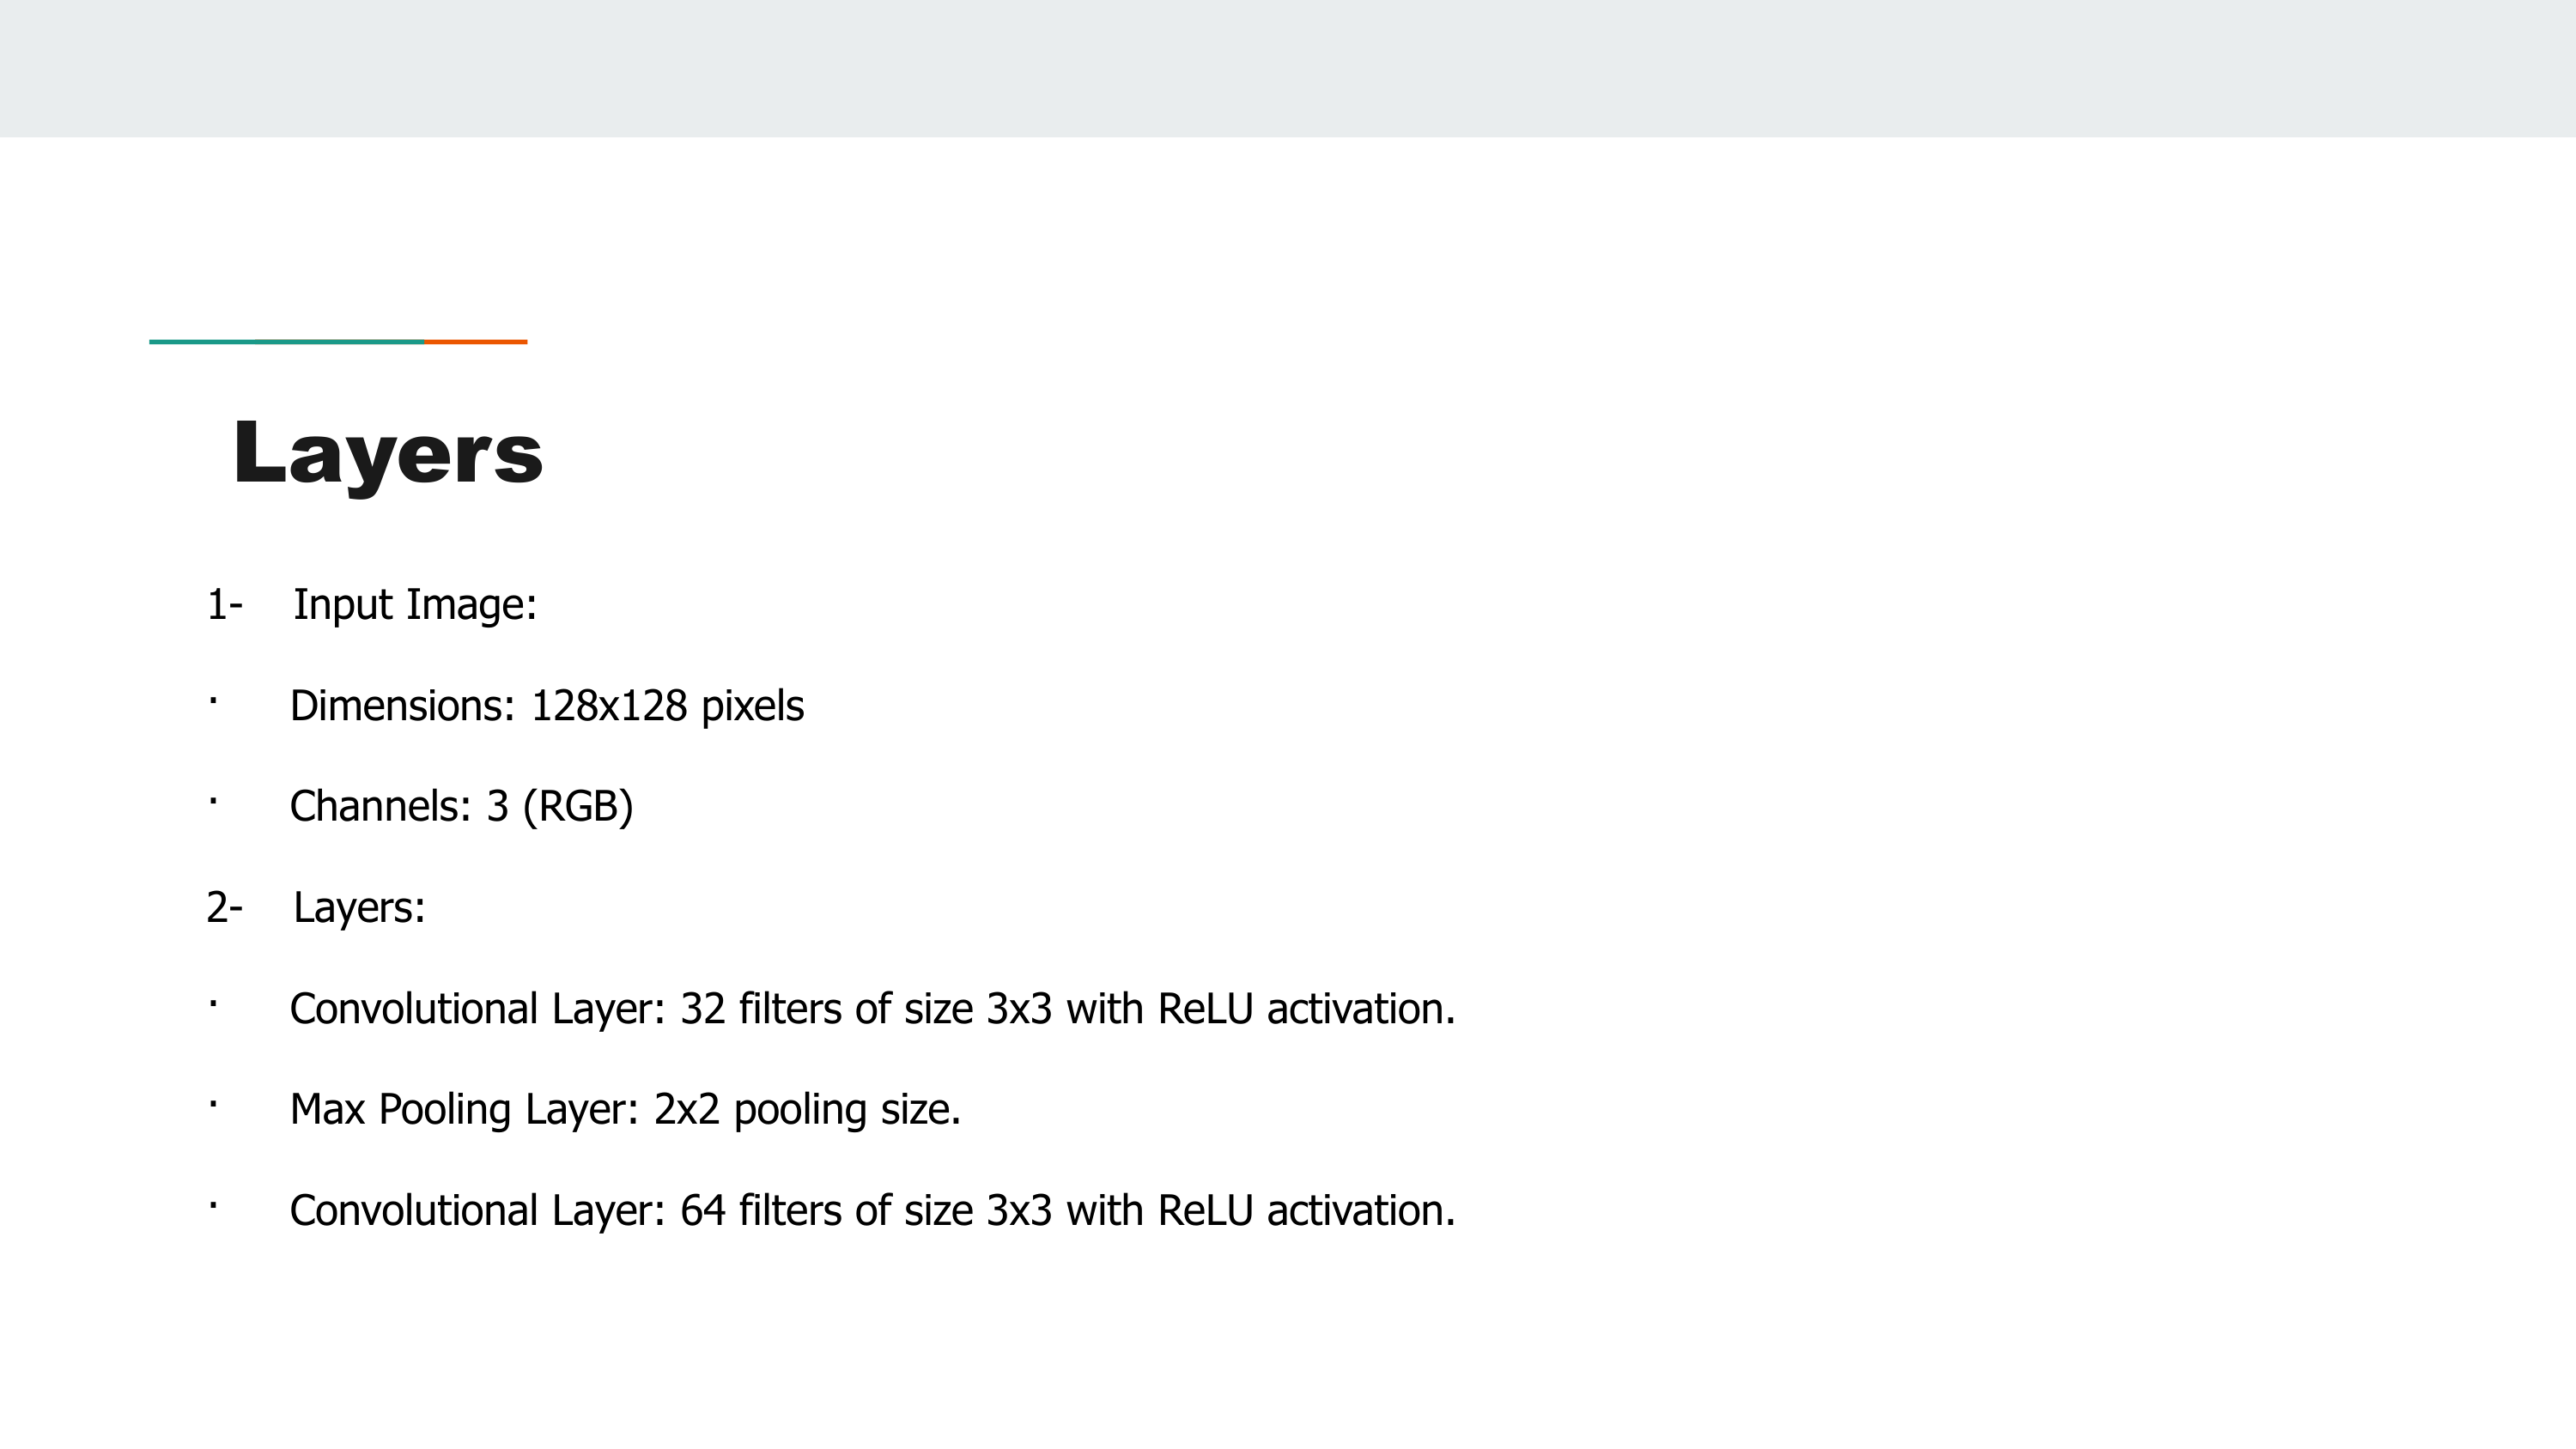 Layers
1- Input Image:
· Dimensions: 128x128 pixels
· Channels: 3 (RGB)
2- Layers:
· Convolutional Layer: 32 filters of size 3x3 with ReLU activation.
· Max Pooling Layer: 2x2 pooling size.
· Convolutional Layer: 64 filters of size 3x3 with ReLU activation.